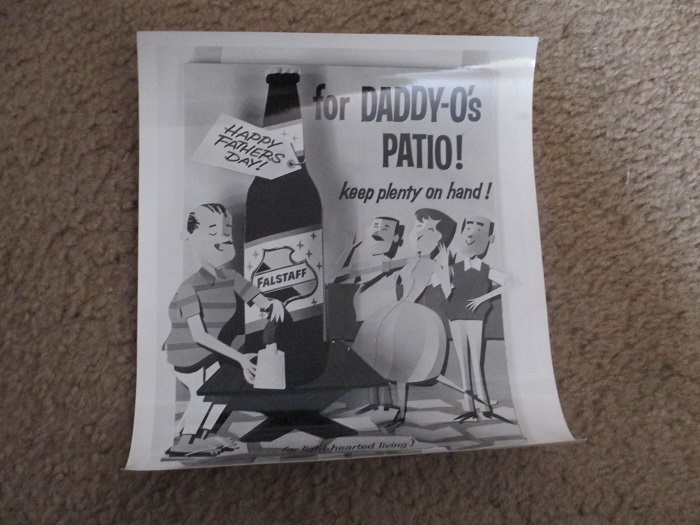 for DADDY-O's
PATIO!
keep plenty on hand!
HAPPY
FATHERS
DAY!
FALSTAFF
for light-hearted living!